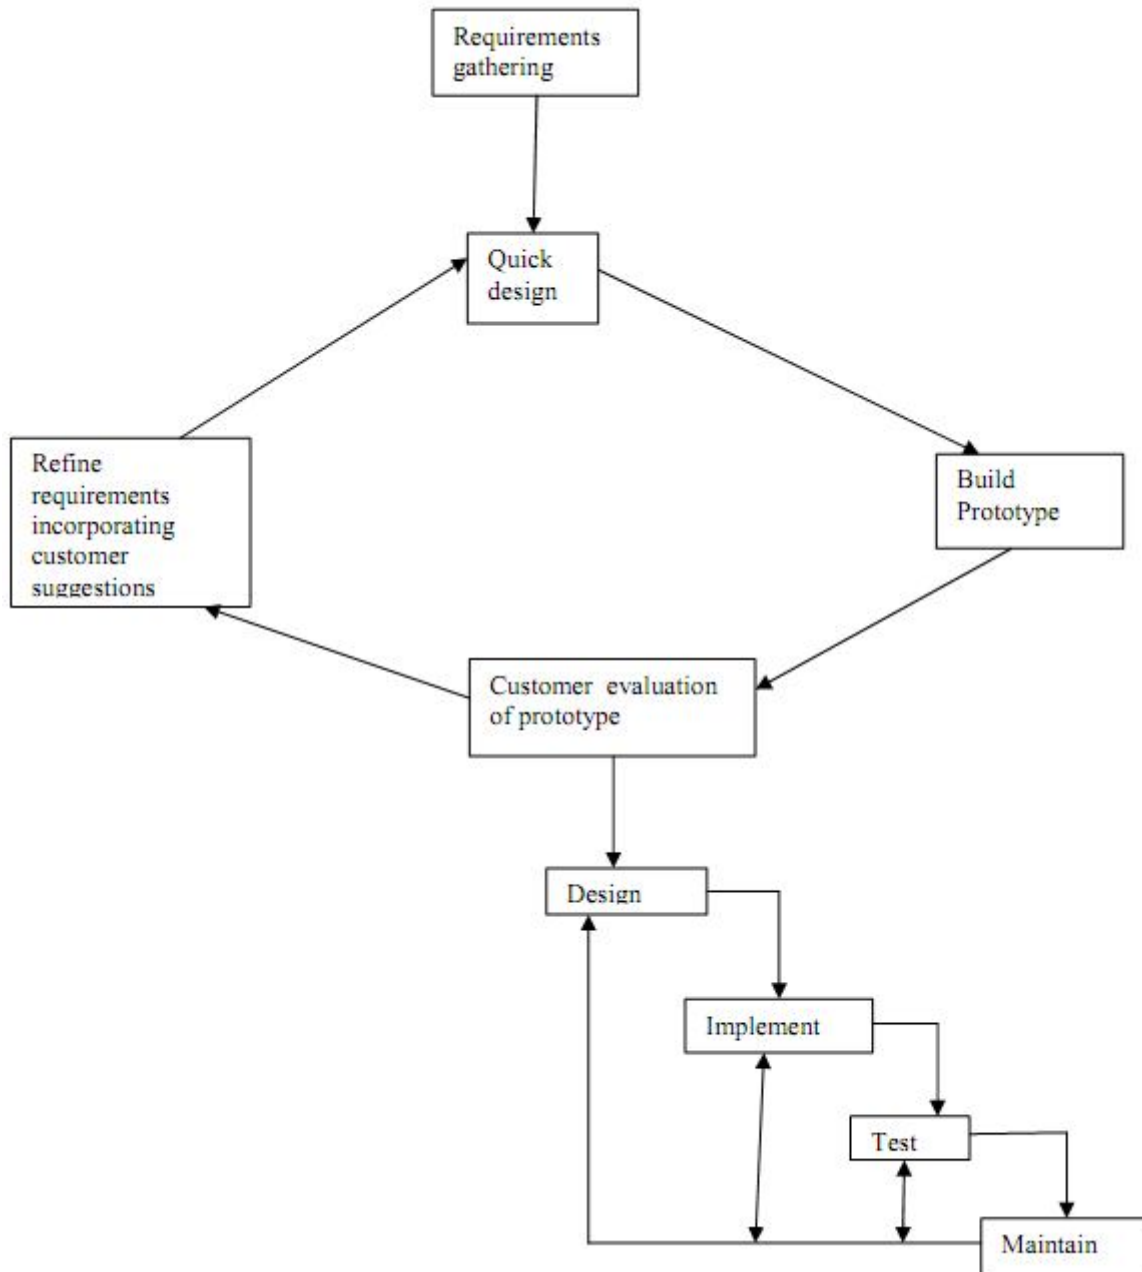 Requirements
gathering
Quick
design
Refine
requirements
incorporating
customer
suggestions
Build
Prototype
Customer evaluation
of prototype
Design
Implement
Test
Maintain